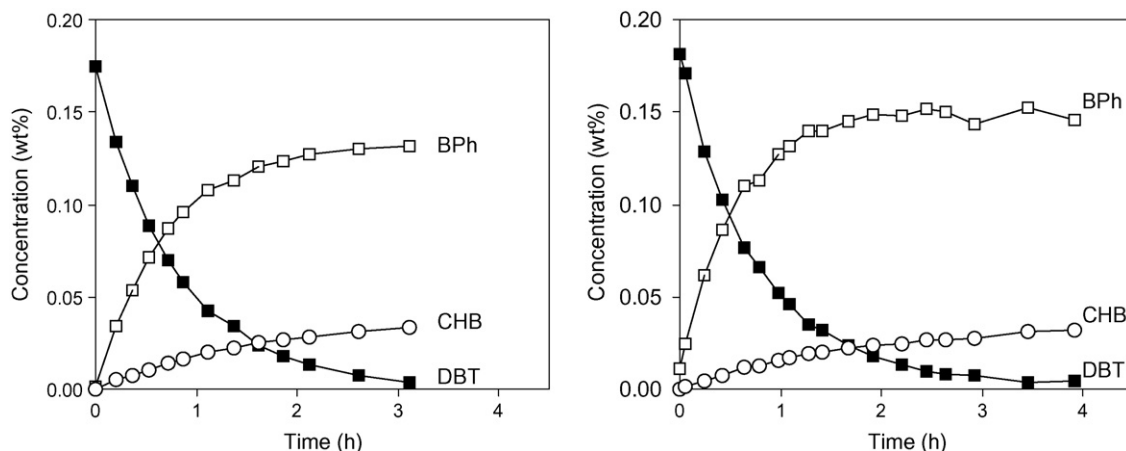 0.20
0.15
0.10
0.05
0.00
Concentration (wt%)
BPh
CHB
DBT
0 1 2 3 4
Time (h)
0.20
0.15
0.10
0.05
0.00
Concentration (wt%)
BPh
CHB
DBT
0 1 2 3 4
Time (h)